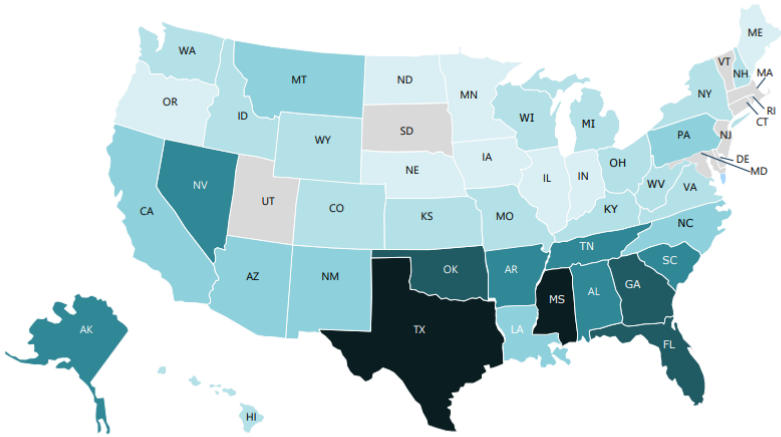 ME
VT
NH
MA
WA
MT
ND
MN
OR
ID
WI
NY
RI
CT
MI
SD
WY
PA
NJ
IA
NE
OH
DE
MD
NV
IL
IN
UT
CO
WV
VA
CA
KS
MO
KY
NC
TN
AZ
NM
OK
AR
SC
MS
AL
GA
TX
LA
AK
FL
HI